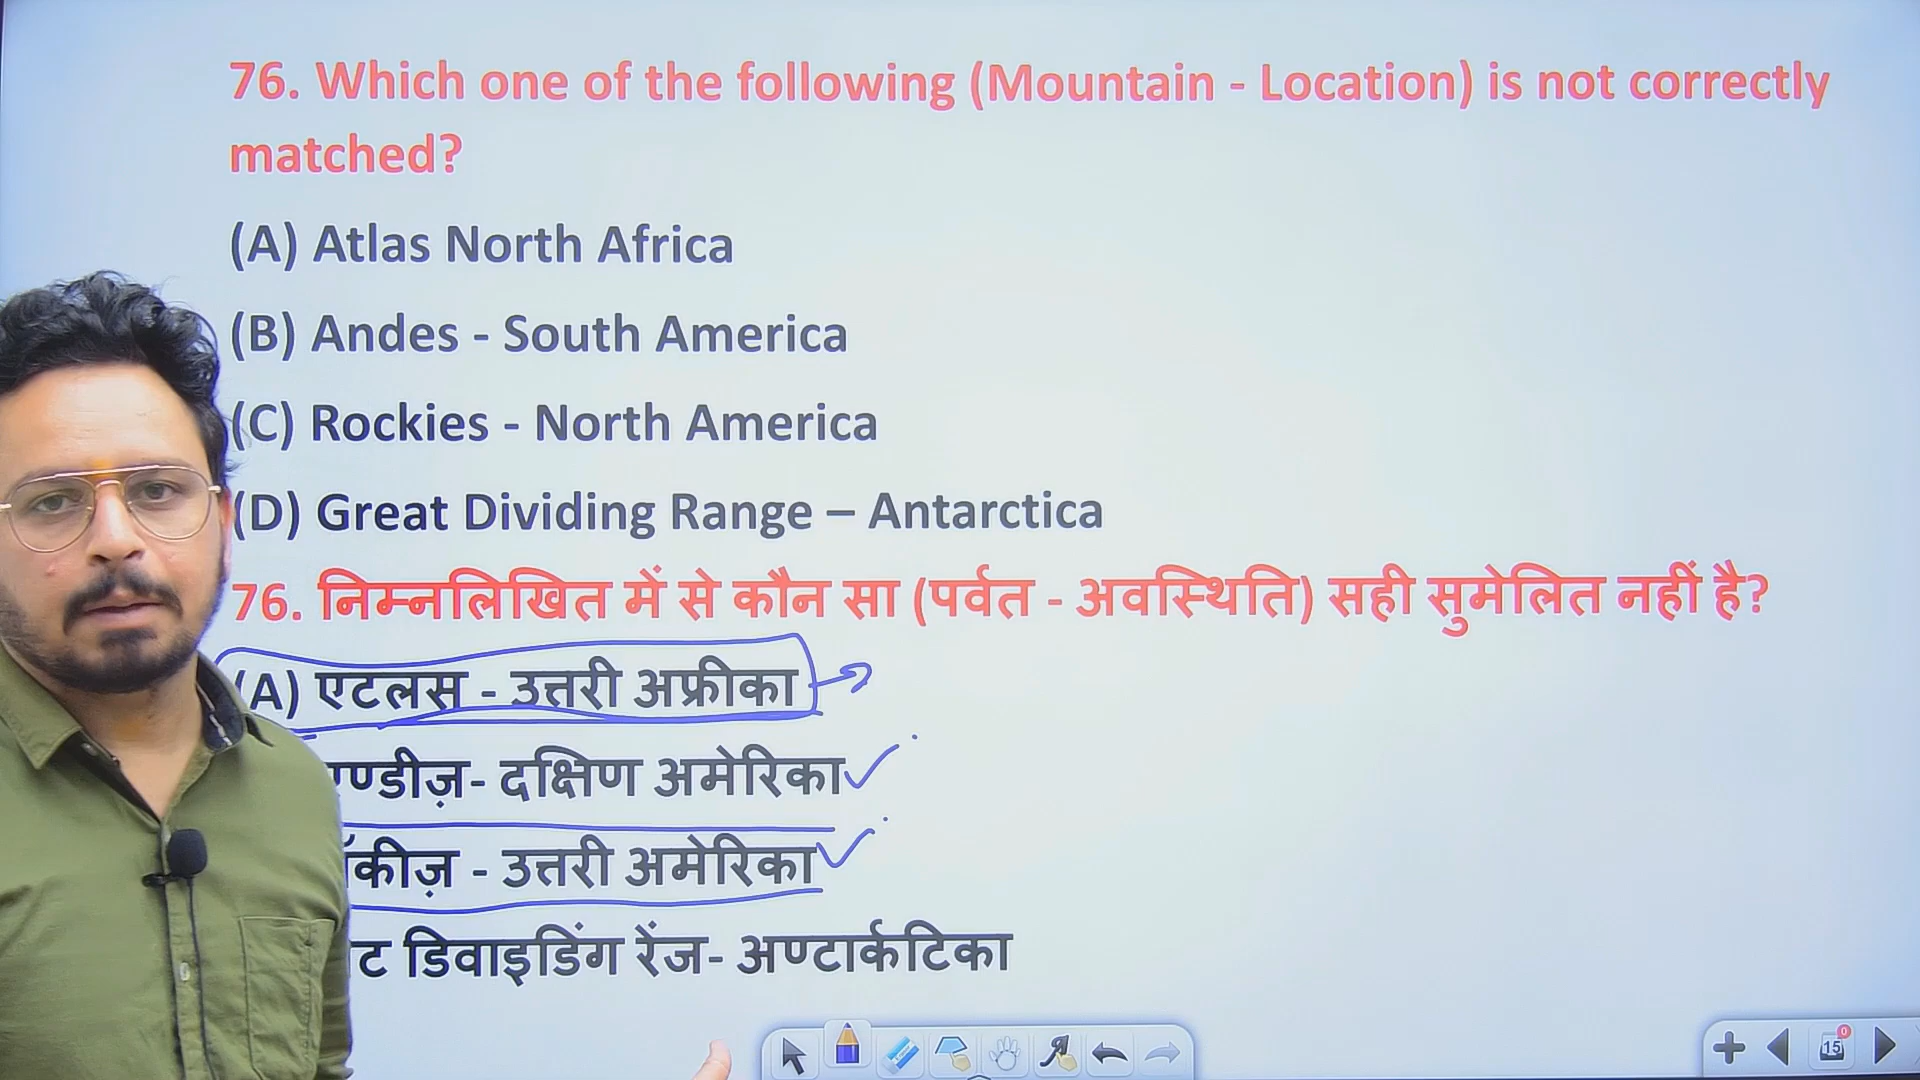 76. Which one of the following (Mountain - Location) is not correctly
matched?
(A) Atlas North Africa
(B) Andes - South America
(C) Rockies - North America
(D) Great Dividing Range – Antarctica
76. निम्नलिखित में से कौन सा (पर्वत - अवस्थिति) सही सुमेलित नहीं है?
(A) एटलस - उत्तरी अफ्रीका
दक्षिण अमेरिका
- उत्तरी अमेरिका
डिवाइडिंग रेंज- अण्टार्कटिका
15
0